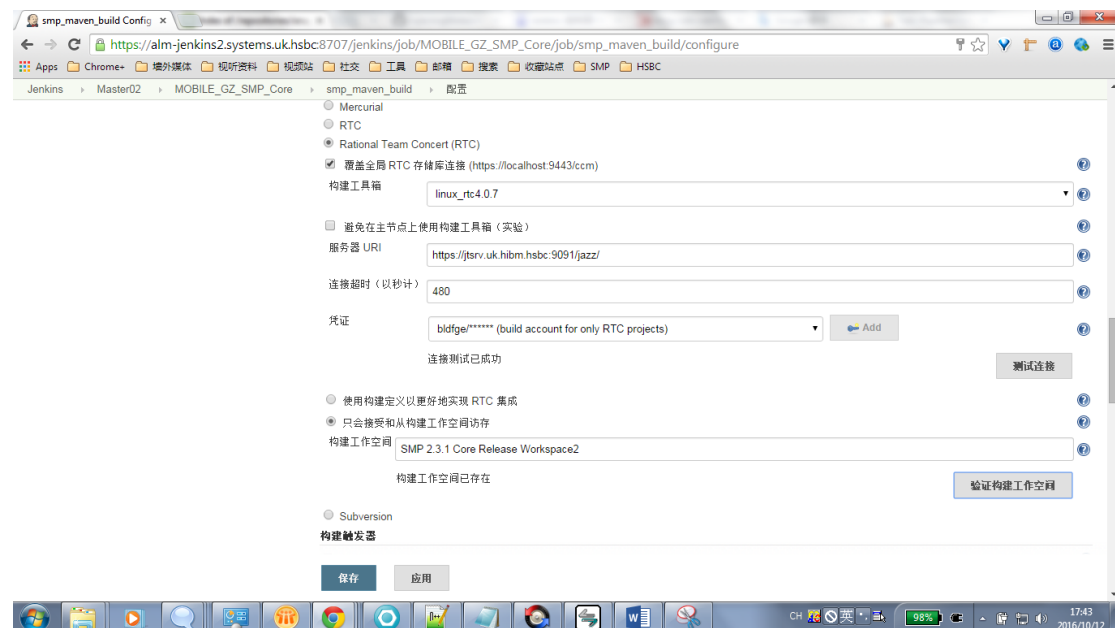 smp_maven_build Config ×
https://alm-jenkins2.systems.uk.hsbc:8707/jenkins/job/MOBILE_GZ_SMP_Core/job/smp_maven_build/configure
Apps Chrome+ 墙外媒体 视听资料 视频站 社交 工具 邮箱 搜索 收藏站点 SMP HSBC
Jenkins Master02 MOBILE_GZ_SMP_Core smp_maven_build 配置
Mercurial
RTC
Rational Team Concert (RTC)
覆盖全局 RTC 存储库连接 (https://localhost:9443/ccm)
构建工具箱 linux_rtc4.0.7
避免在主节点上使用构建工具箱（实验）
服务器 URI https://jtsrv.uk.hibm.hsbc:9091/jazz/
连接超时（以秒计） 480
凭证 bldfge/****** (build account for only RTC projects) Add
连接测试已成功 测试连接
使用构建定义以更好地实现 RTC 集成
只会接受和从构建工作空间访存
构建工作空间 SMP 2.3.1 Core Release Workspace2
构建工作空间已存在 验证构建工作空间
Subversion
构建触发器
保存 应用
CH 英 98% 17:43
2016/10/12